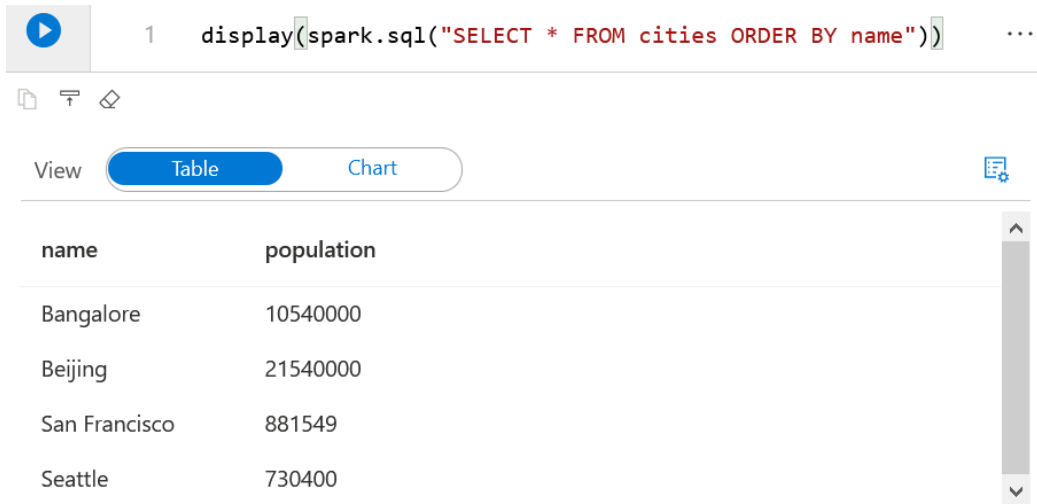 1 display(spark.sql("SELECT * FROM cities ORDER BY name")) ...
View Table Chart
name population
Bangalore 10540000
Beijing 21540000
San Francisco 881549
Seattle 730400